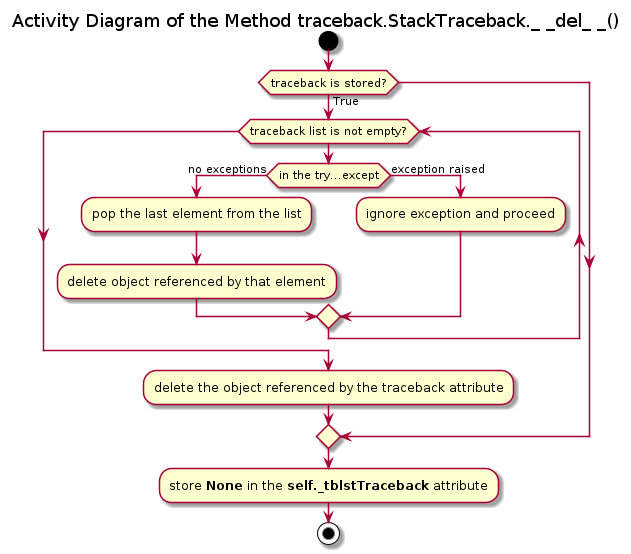 Activity Diagram of the Method traceback.StackTraceback._ _del_ _()
traceback is stored?
True
traceback list is not empty?
no exceptions
in the try...except
exception raised
pop the last element from the list
ignore exception and proceed
delete object referenced by that element
delete the object referenced by the traceback attribute
store None in the self._tblstTraceback attribute